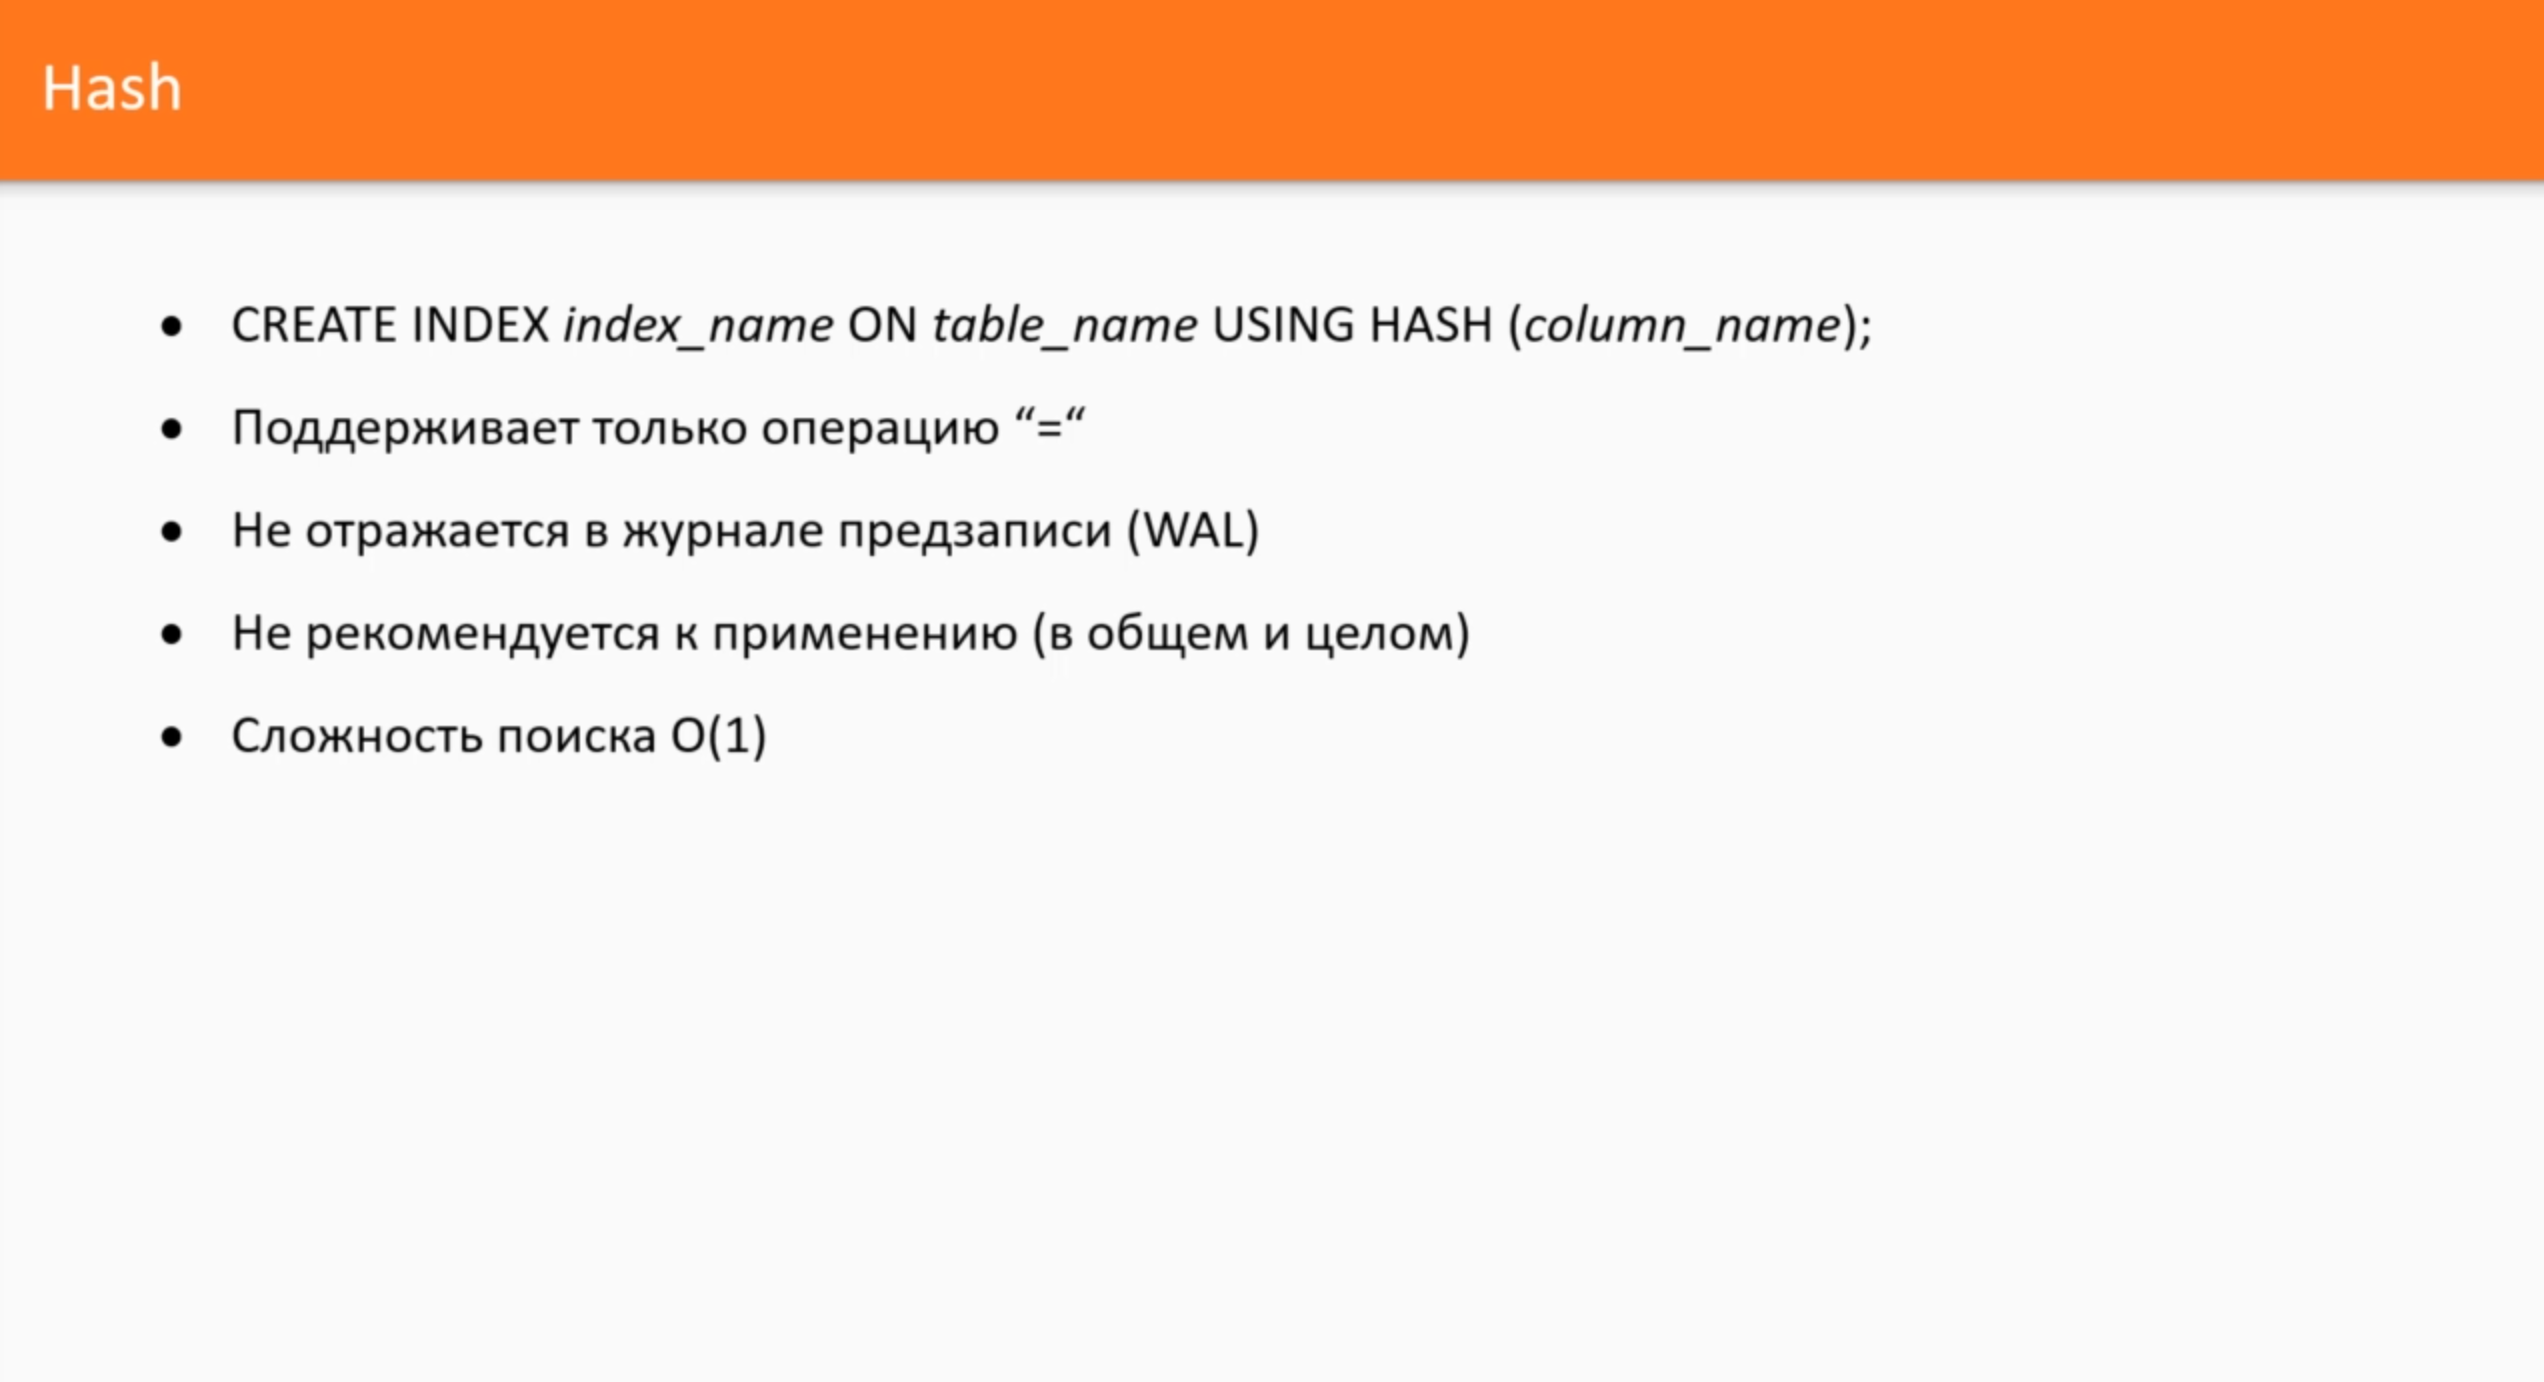 Hash
• CREATE INDEX index_name ON table_name USING HASH (column_name);
• Поддерживает только операцию “=“
• Не отражается в журнале предзаписи (WAL)
• Не рекомендуется к применению (в общем и целом)
• Сложность поиска O(1)